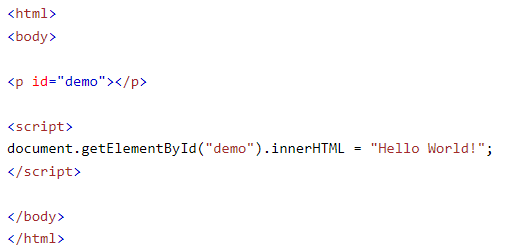 <html>
<body>
<p id="demo"></p>
<script>
document.getElementById("demo").innerHTML = "Hello World!";
</script>
</body>
</html>